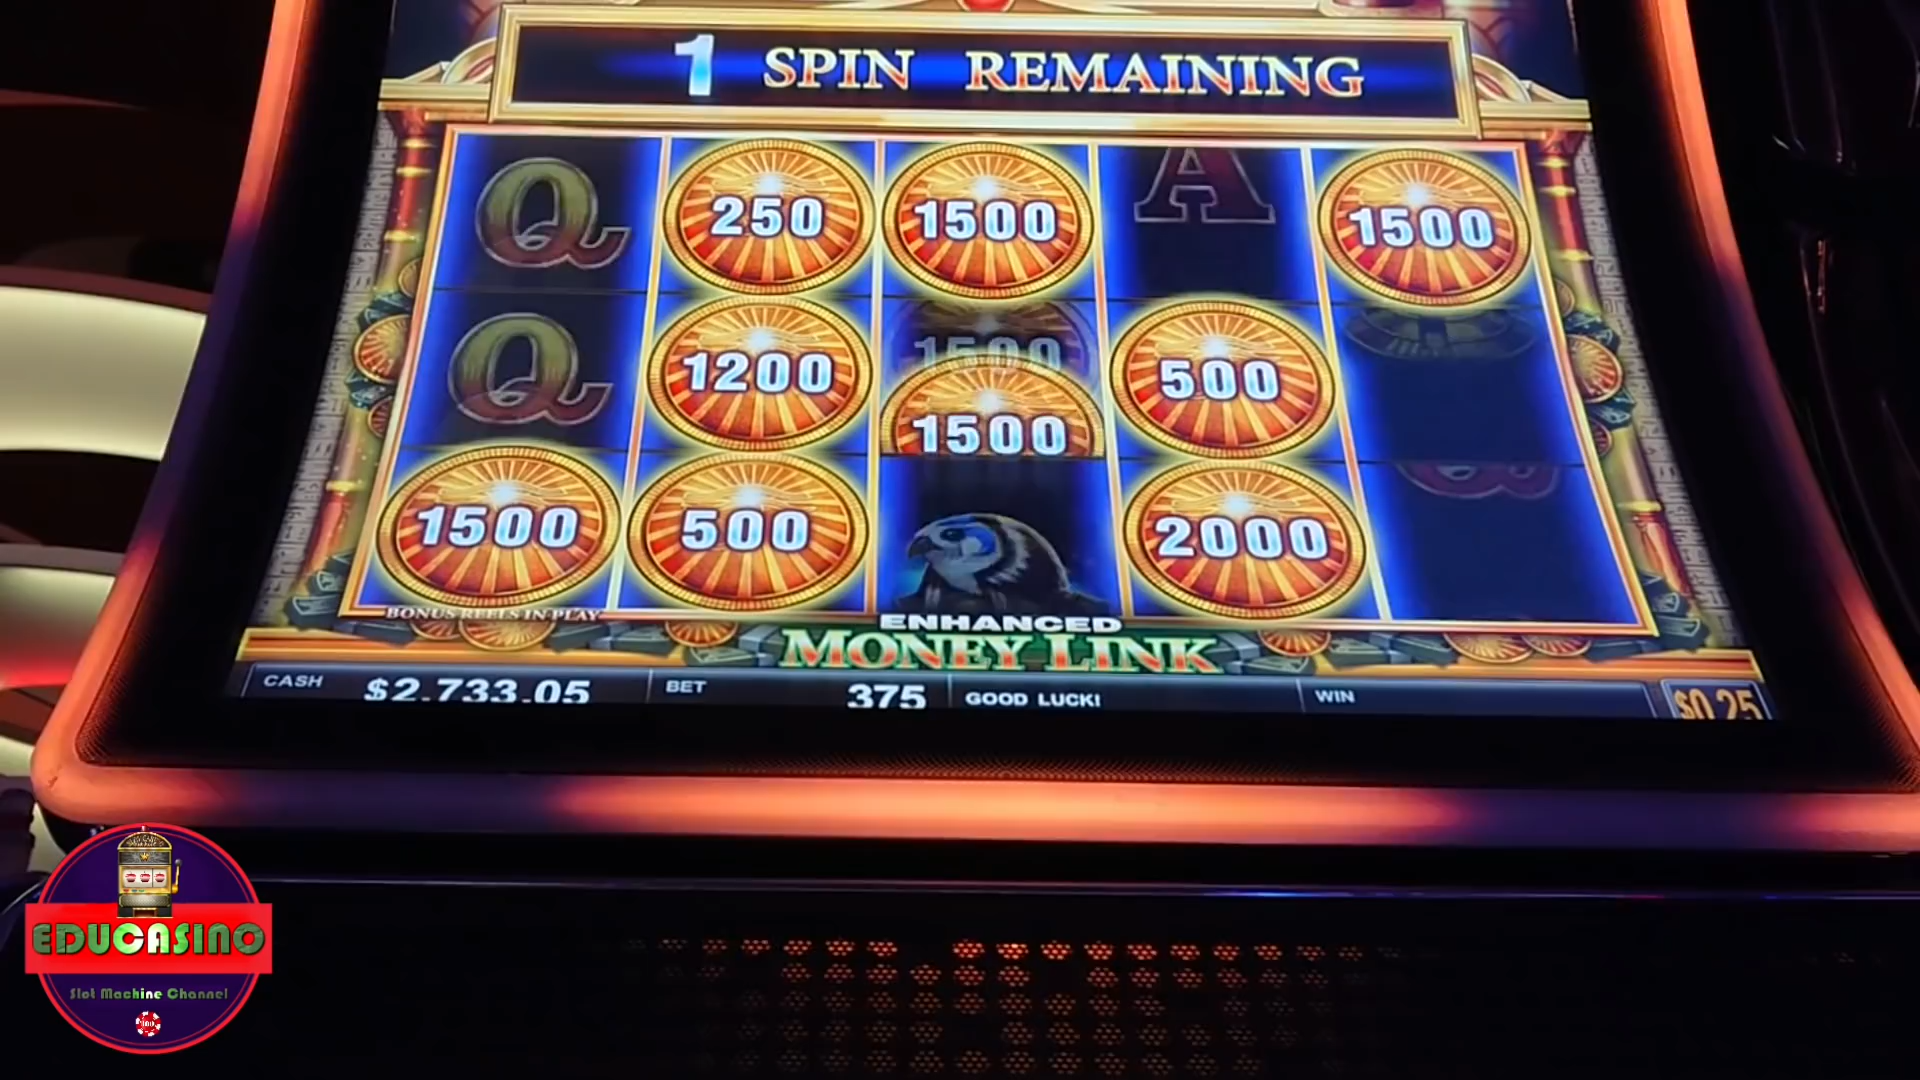 1 SPIN REMAINING
Q 250 1500 A 1500
1500
Q 1200 1500 500
1500 500 2000
BONUS REELS IN PLAY
ENHANCED
MONEY LINK
CASH $2,733.05 BET 375 GOOD LUCK! WIN $0.25
EDUCASINO
Slot Machine Channel